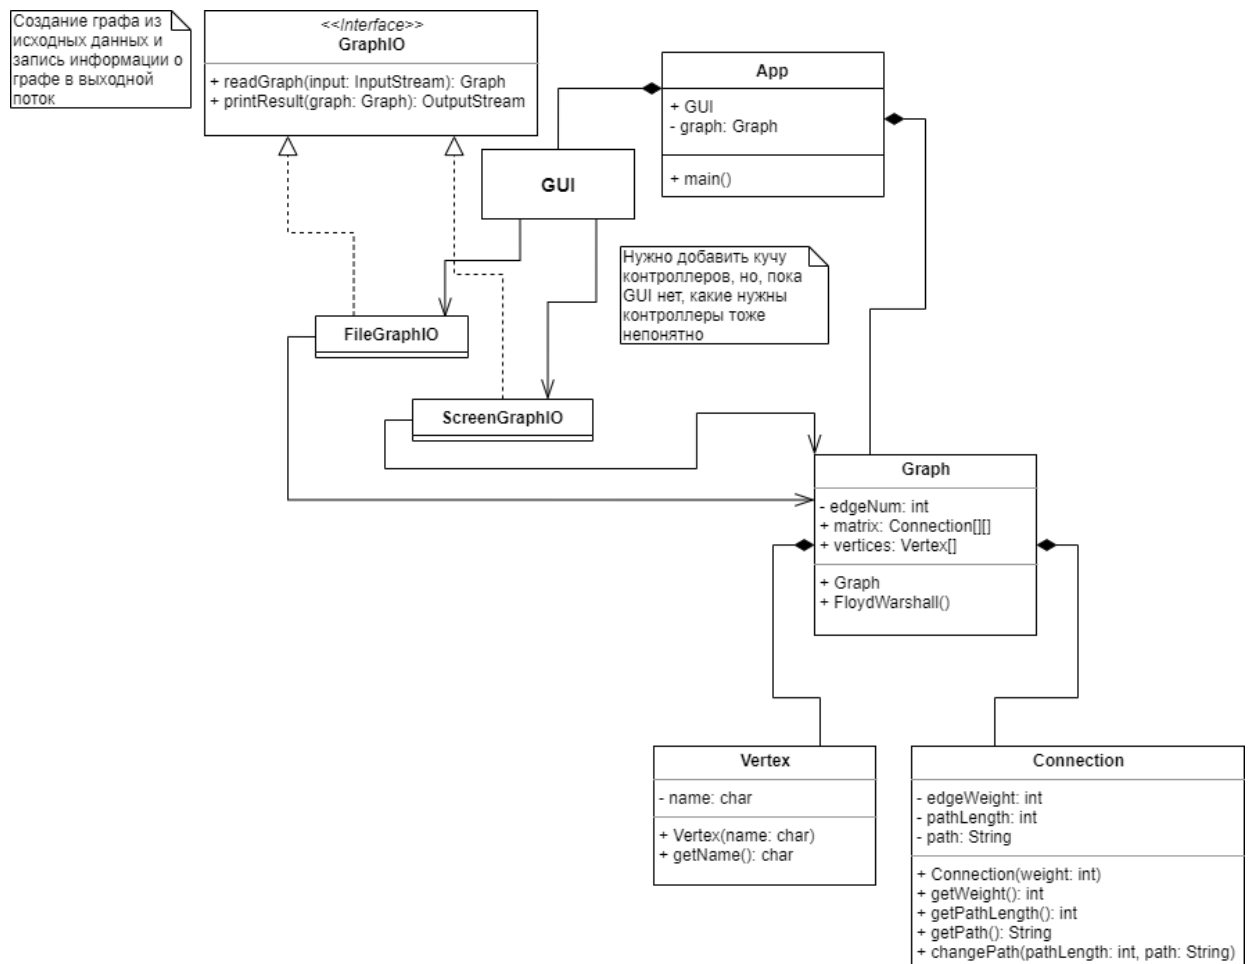 Создание графа из
исходных данных и
запись информации о
графе в выходной
поток
<<Interface>>
GraphIO
+ readGraph(input: InputStream): Graph
+ printResult(graph: Graph): OutputStream
App
+ GUI
- graph: Graph
+ main()
GUI
Нужно добавить кучу
контроллеров, но, пока
GUI нет, какие нужны
контроллеры тоже
непонятно
FileGraphIO
ScreenGraphIO
Graph
- edgeNum: int
+ matrix: Connection[][]
+ vertices: Vertex[]
+ Graph
+ FloydWarshall()
Vertex
- name: char
+ Vertex(name: char)
+ getName(): char
Connection
- edgeWeight: int
- pathLength: int
- path: String
+ Connection(weight: int)
+ getWeight(): int
+ getPathLength(): int
+ getPath(): String
+ changePath(pathLength: int, path: String)